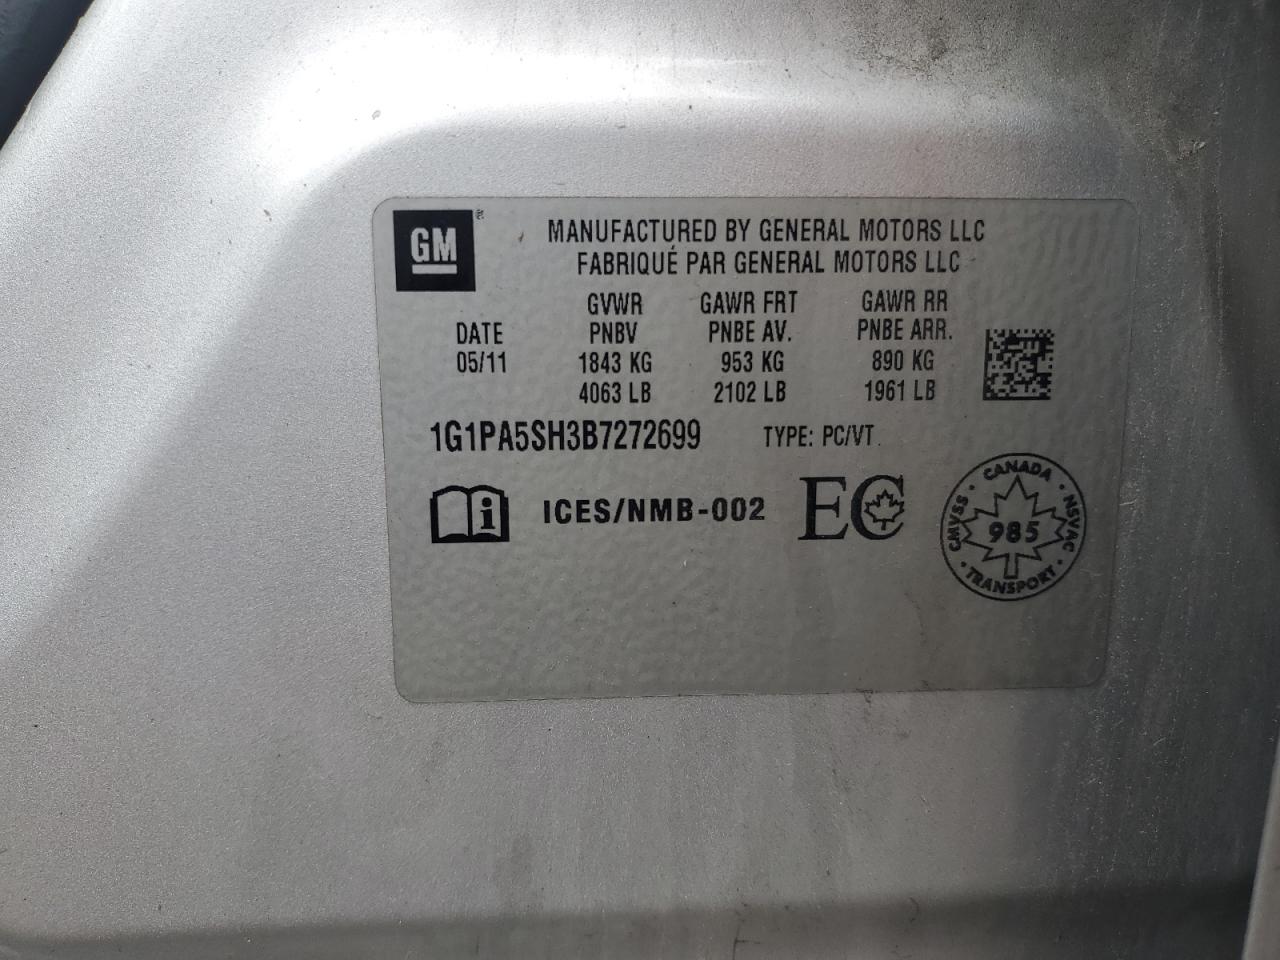 GM®
MANUFACTURED BY GENERAL MOTORS LLC
FABRIQUÉ PAR GENERAL MOTORS LLC
GVWR GAWR FRT GAWR RR
DATE PNBV PNBE AV. PNBE ARR.
05/11 1843 KG 953 KG 890 KG
4063 LB 2102 LB 1961 LB
1G1PA5SH3B7272699 TYPE: PC/VT
i ICES/NMB-002 EC
CANADA
CMVSS 985 NSVAC
TRANSPORT